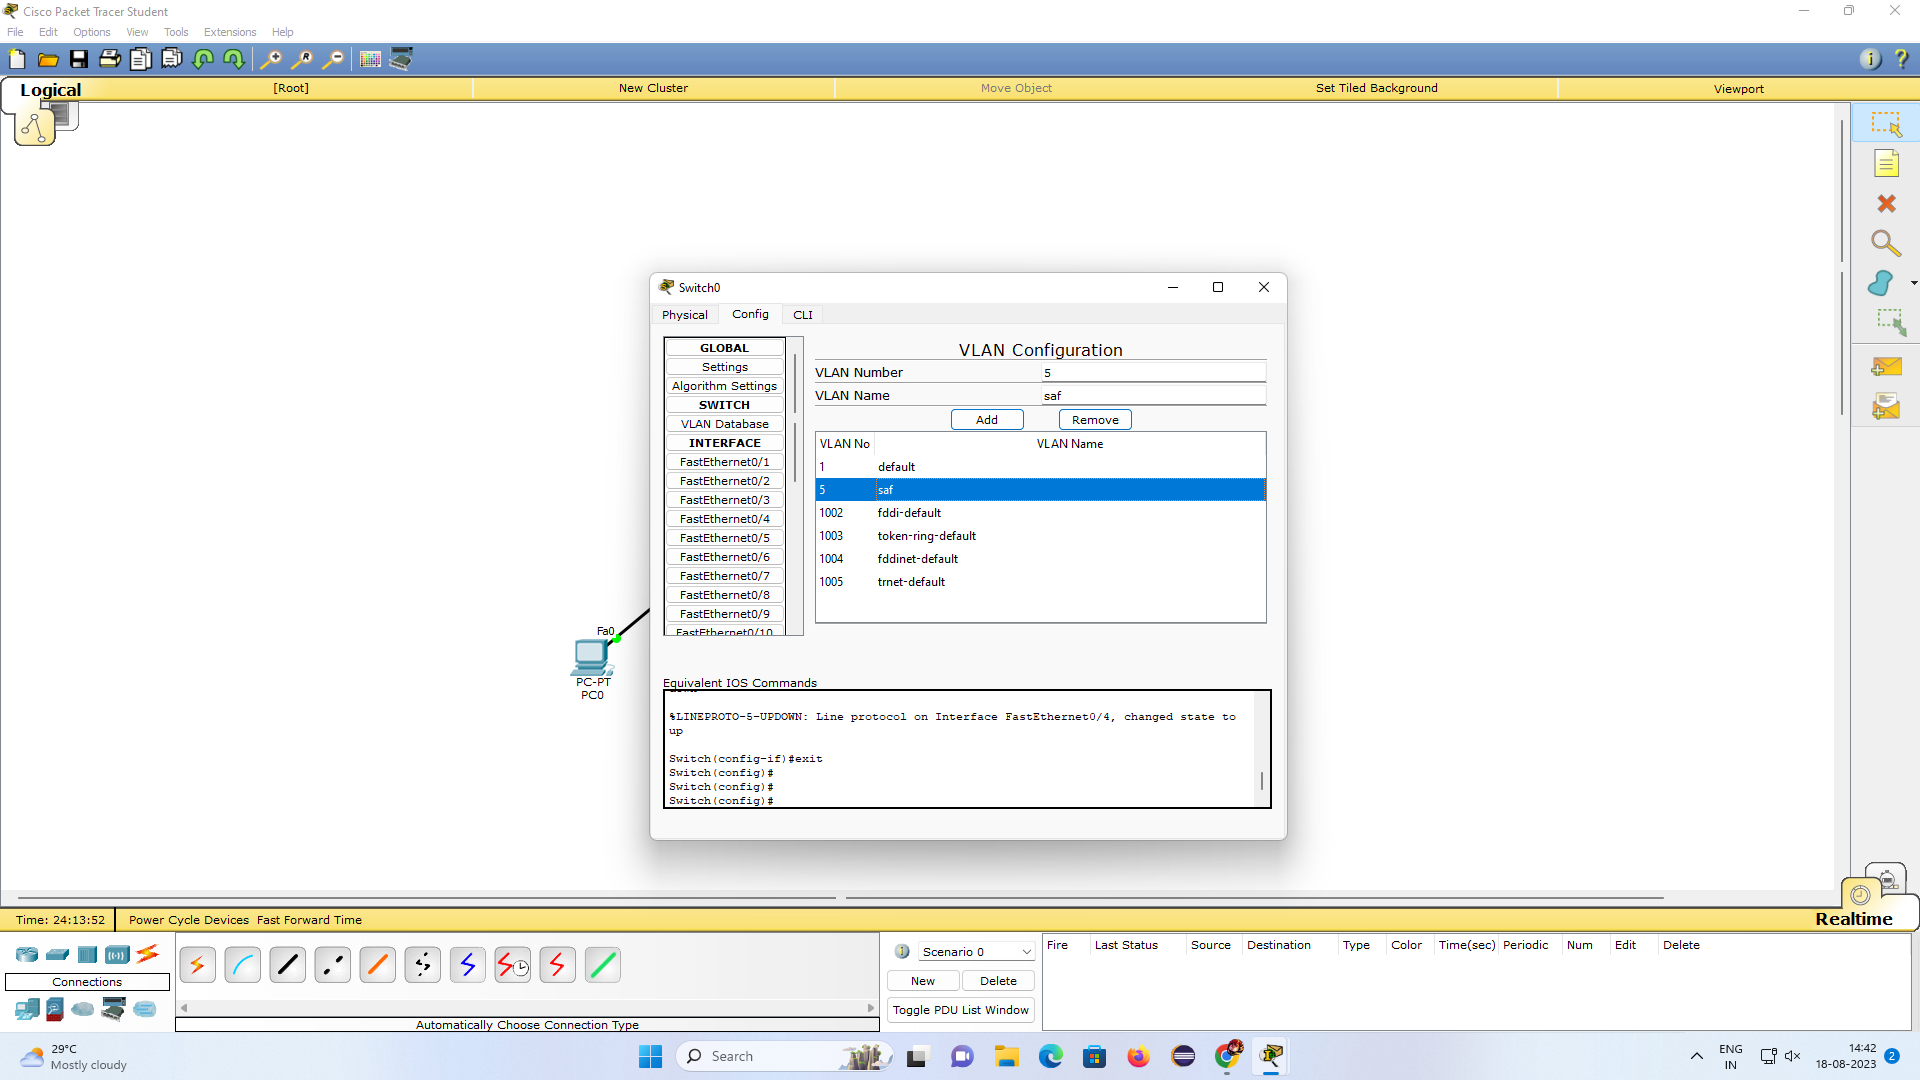 Cisco Packet Tracer Student
File Edit Options View Tools Extensions Help
Logical [Root] New Cluster Move Object Set Tiled Background Viewport
Switch0
Physical Config CLI
GLOBAL
Settings
Algorithm Settings
SWITCH
VLAN Database
INTERFACE
FastEthernet0/1
FastEthernet0/2
FastEthernet0/3
FastEthernet0/4
FastEthernet0/5
FastEthernet0/6
FastEthernet0/7
FastEthernet0/8
FastEthernet0/9
FastEthernet0/10
VLAN Configuration
VLAN Number 5
VLAN Name saf
Add Remove
VLAN No VLAN Name
1 default
5 saf
1002 fddi-default
1003 token-ring-default
1004 fddinet-default
1005 trnet-default
Fa0
PC-PT
PC0
Equivalent IOS Commands
%LINEPROTO-5-UPDOWN: Line protocol on Interface FastEthernet0/4, changed state to
up
Switch(config-if)#exit
Switch(config)#
Switch(config)#
Switch(config)#
Time: 24:13:52 Power Cycle Devices Fast Forward Time
Realtime
Connections
Automatically Choose Connection Type
Scenario 0
New Delete
Toggle PDU List Window
Fire Last Status Source Destination Type Color Time(sec) Periodic Num Edit Delete
29°C
Mostly cloudy
Search
ENG
IN
14:42
18-08-2023
2